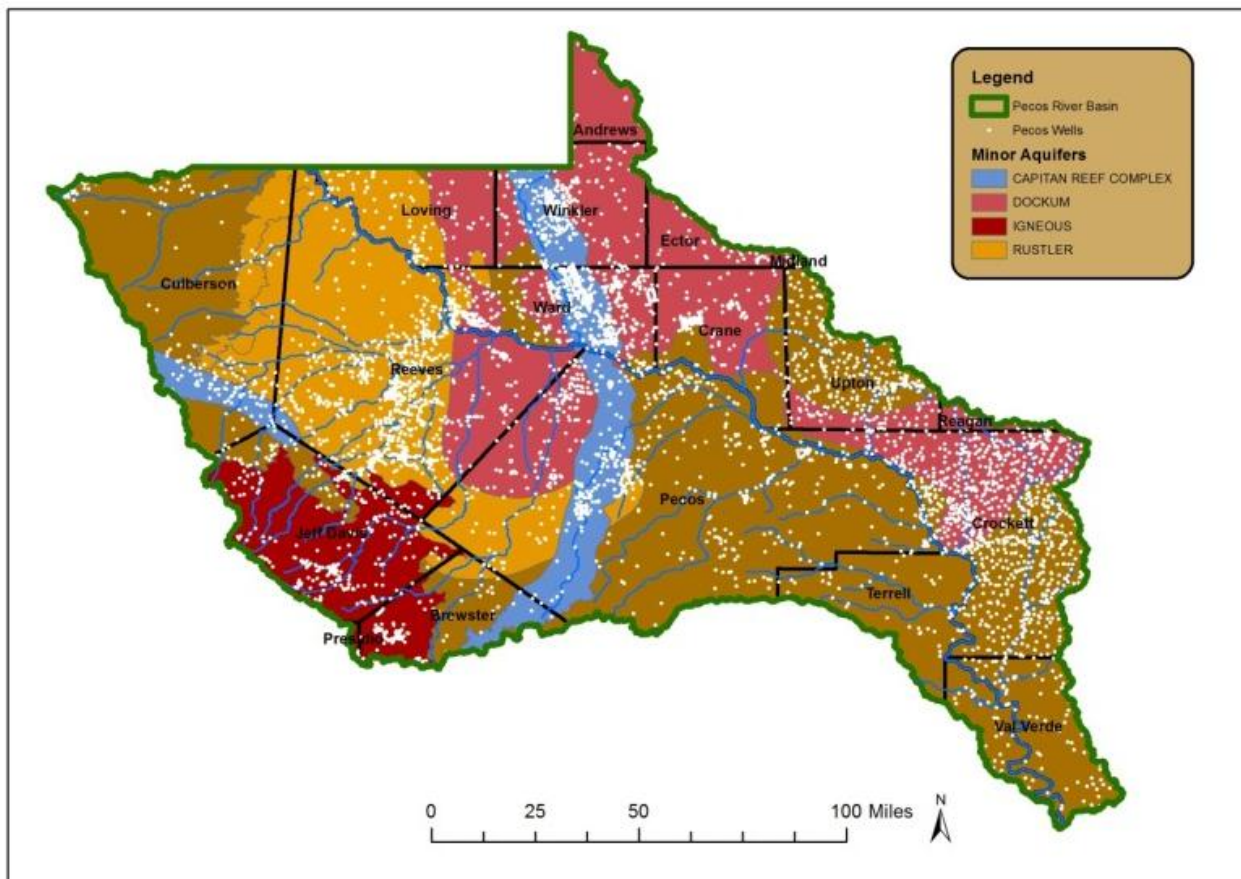 Legend
Pecos River Basin
Pecos Wells
Minor Aquifers
CAPITAN REEF COMPLEX
DOCKUM
IGNEOUS
RUSTLER
Andrews
Loving
Winkler
Ector
Midland
Culberson
Ward
Crane
Reeves
Upton
Reagan
Pecos
Crockett
Jeff Davis
Terrell
Brewster
Presidio
Val Verde
0 25 50 100 Miles
N